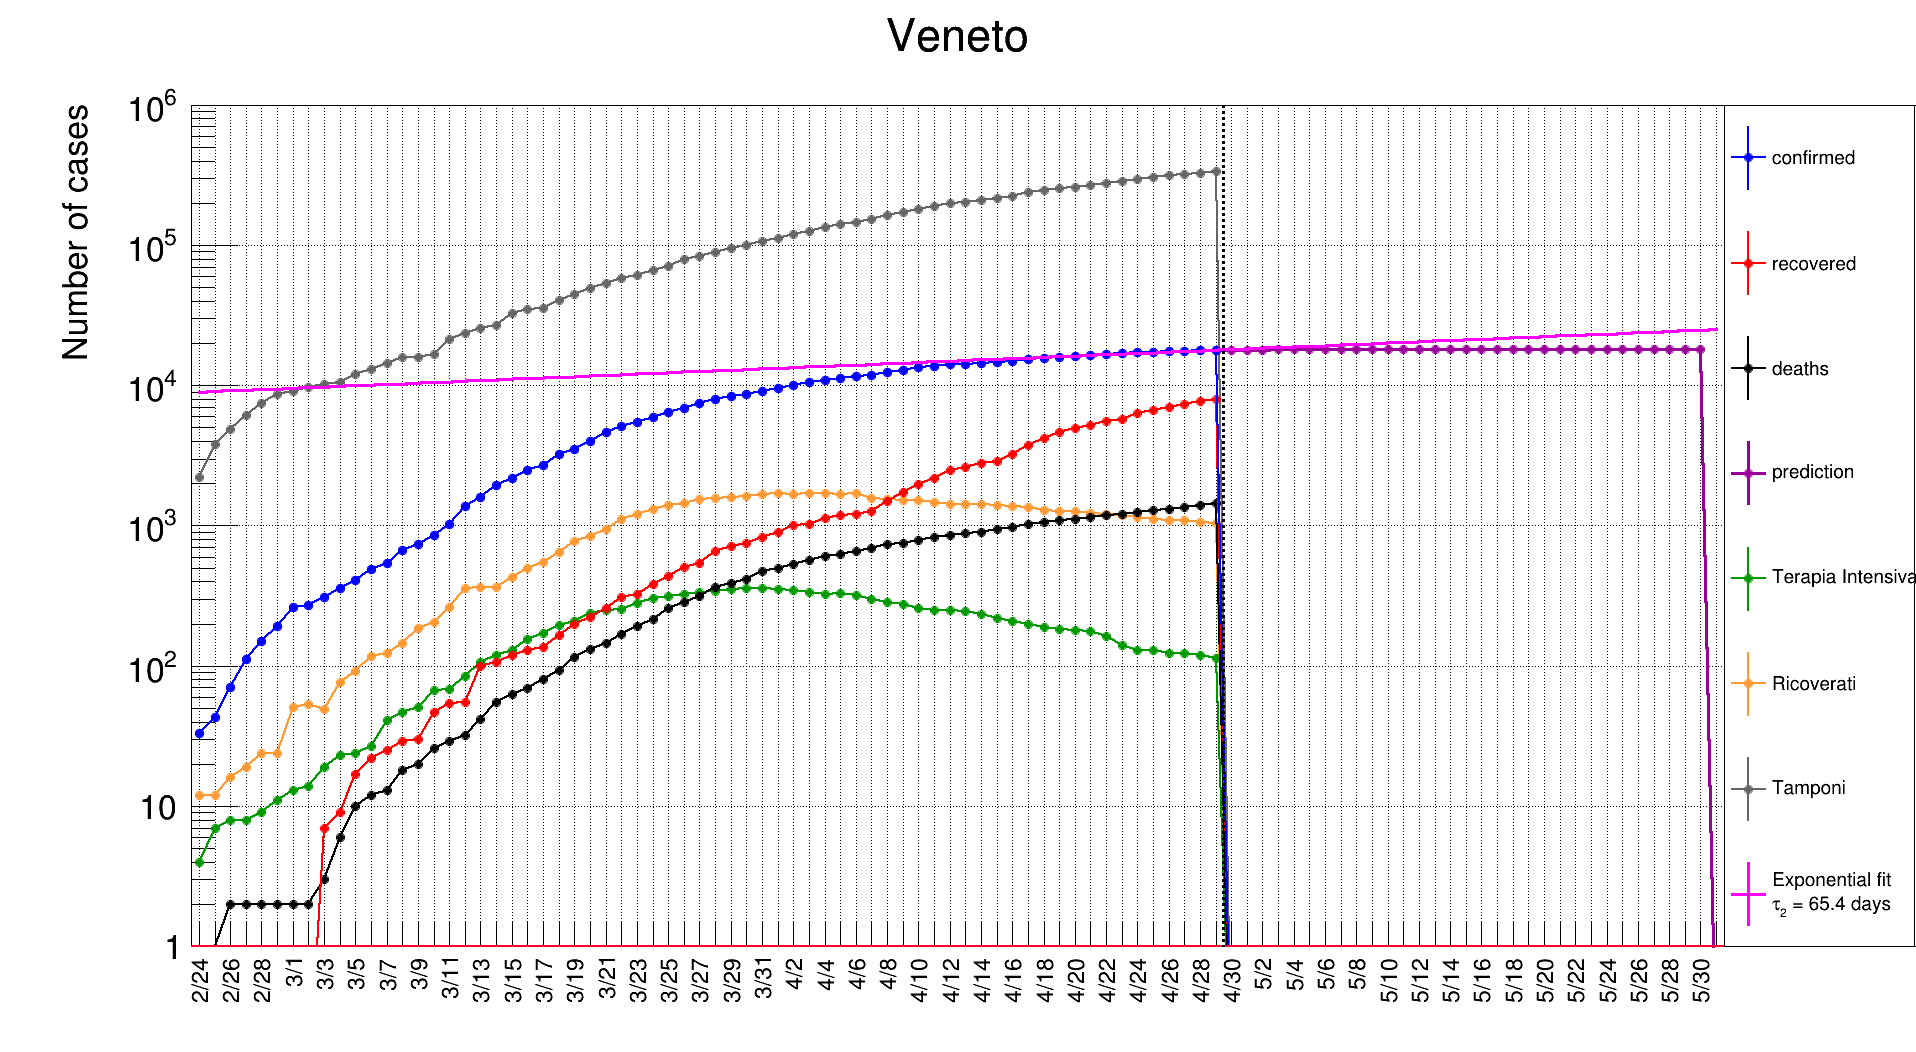 Veneto
Number of cases
10^6
10^5
10^4
10^3
10^2
10
1
2/24 2/26 2/28 3/1 3/3 3/5 3/7 3/9 3/11 3/13 3/15 3/17 3/19 3/21 3/23 3/25 3/27 3/29 3/31 4/2 4/4 4/6 4/8 4/10 4/12 4/14 4/16 4/18 4/20 4/22 4/24 4/26 4/28 4/30 5/2 5/4 5/6 5/8 5/10 5/12 5/14 5/16 5/18 5/20 5/22 5/24 5/26 5/28 5/30
confirmed
recovered
deaths
prediction
Terapia Intensiva
Ricoverati
Tamponi
Exponential fit
τ₂ = 65.4 days